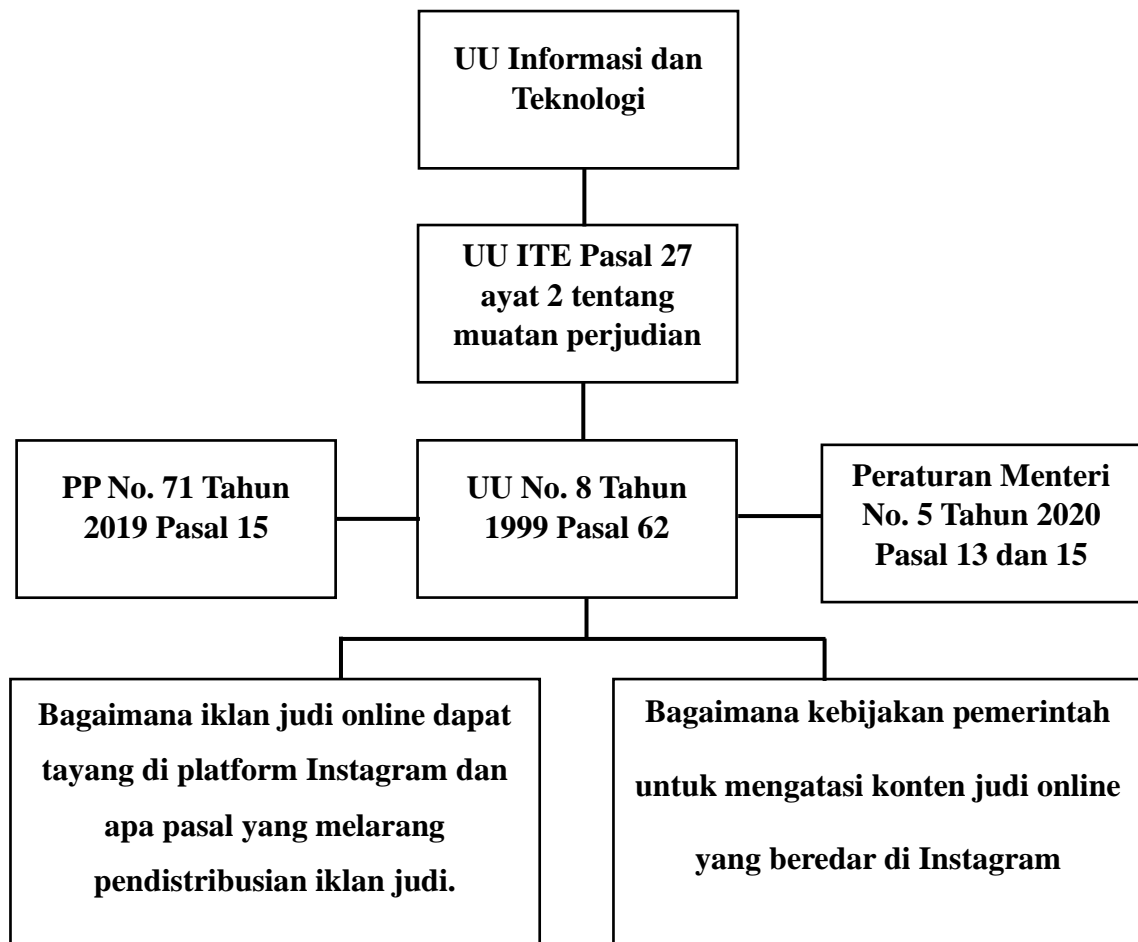 UU Informasi dan
Teknologi
UU ITE Pasal 27
ayat 2 tentang
muatan perjudian
PP No. 71 Tahun
2019 Pasal 15
UU No. 8 Tahun
1999 Pasal 62
Peraturan Menteri
No. 5 Tahun 2020
Pasal 13 dan 15
Bagaimana iklan judi online dapat
tayang di platform Instagram dan
apa pasal yang melarang
pendistribusian iklan judi.
Bagaimana kebijakan pemerintah
untuk mengatasi konten judi online
yang beredar di Instagram